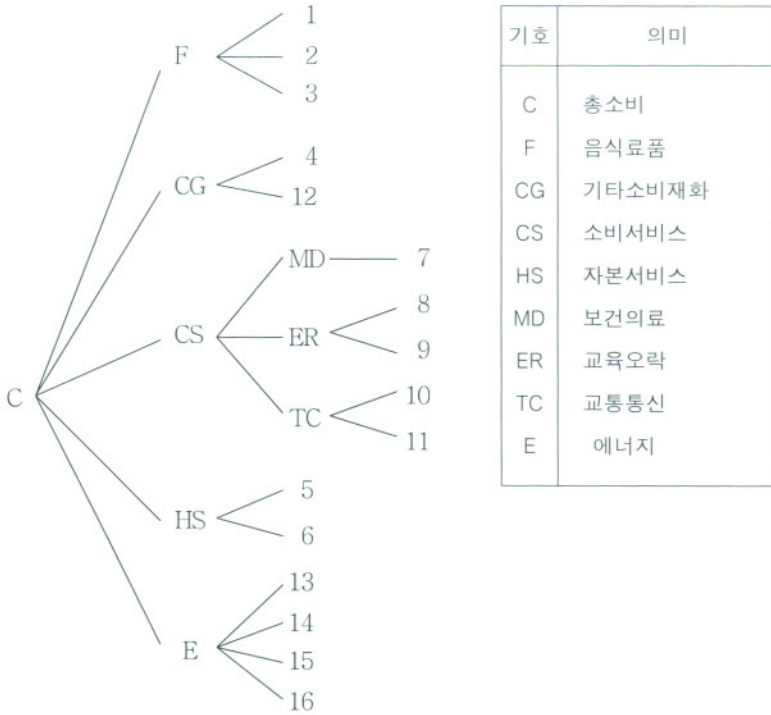 1
F 2
3
4
CG
12
MD 7
8
CS ER
9
10
C
TC
11
5
HS
6
13
14
E
15
16
기호 의미
C 총소비
F 음식료품
CG 기타소비재화
CS 소비서비스
HS 자본서비스
MD 보건의료
ER 교육오락
TC 교통통신
E 에너지